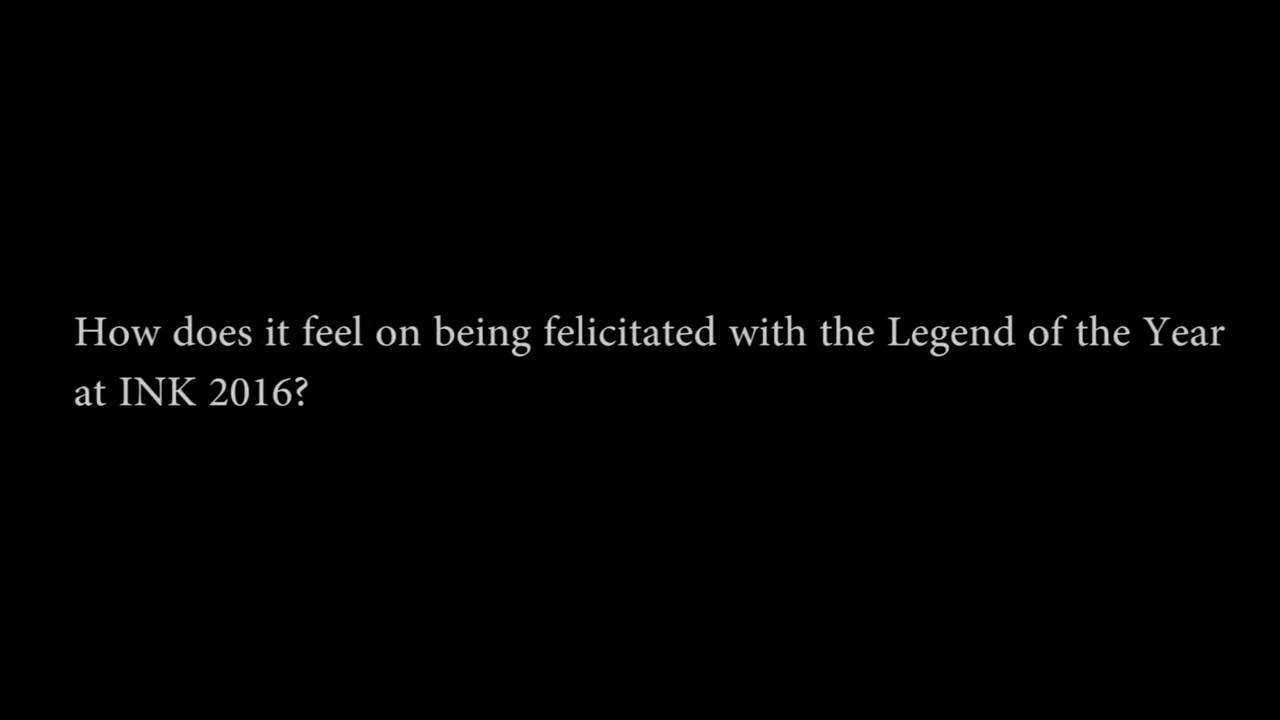 How does it feel on being felicitated with the Legend of the Year
at INK 2016?